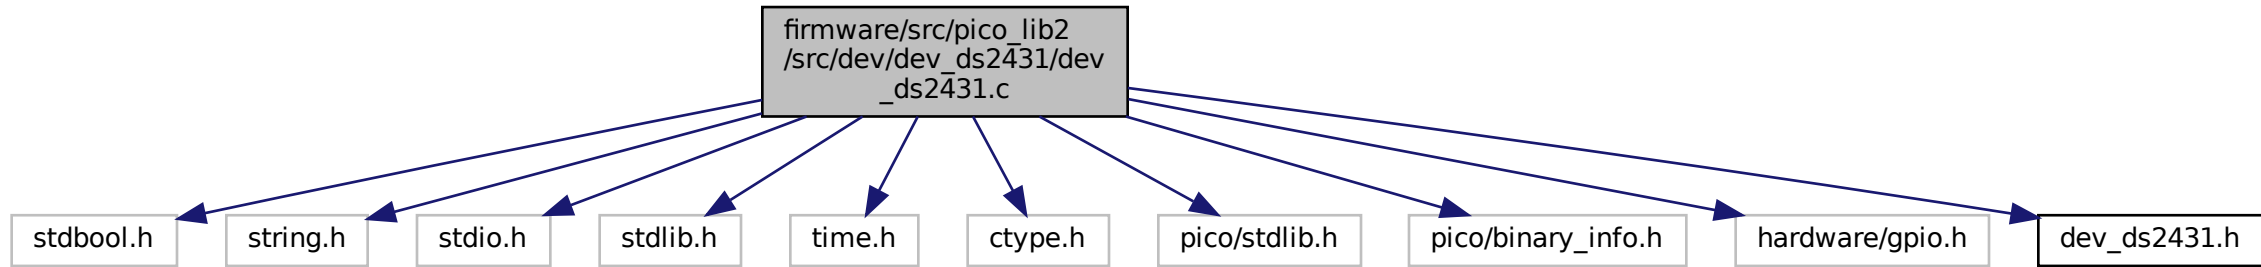 firmware/src/pico_lib2
/src/dev/dev_ds2431/dev
_ds2431.c
stdbool.h
string.h
stdio.h
stdlib.h
time.h
ctype.h
pico/stdlib.h
pico/binary_info.h
hardware/gpio.h
dev_ds2431.h